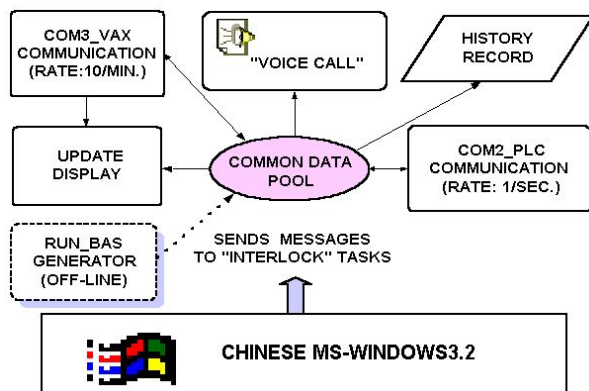 COM3_VAX
COMMUNICATION
(RATE:10/MIN.)
"VOICE CALL"
HISTORY
RECORD
UPDATE
DISPLAY
COMMON DATA
POOL
COM2_PLC
COMMUNICATION
(RATE: 1/SEC.)
RUN_BAS
GENERATOR
(OFF-LINE)
SENDS MESSAGES
TO "INTERLOCK" TASKS
CHINESE MS-WINDOWS3.2